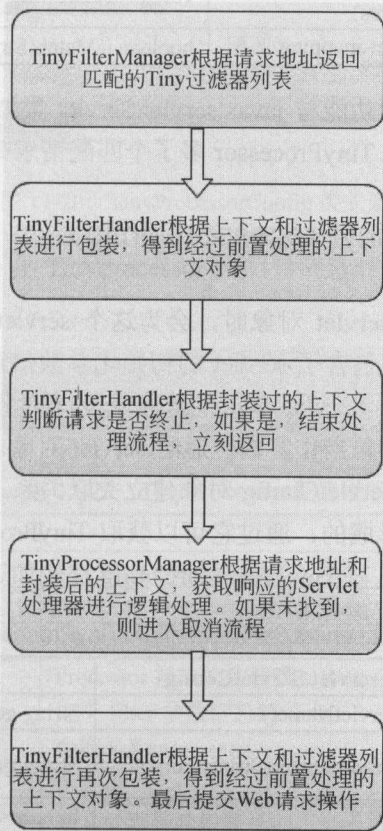 TinyFilterManager根据请求地址返回
匹配的Tiny过滤器列表
TinyFilterHandler根据上下文和过滤器列
表进行包装，得到经过前置处理的上下
文对象
TinyFilterHandler根据封装过的上下文
判断请求是否终止，如果是，结束处
理流程，立刻返回
TinyProcessorManager根据请求地址和
封装后的上下文，获取响应的Servlet
处理器进行逻辑处理。如果未找到，
则进入取消流程
TinyFilterHandler根据上下文和过滤器列
表进行再次包装，得到经过前置处理的
上下文对象。最后提交Web请求操作